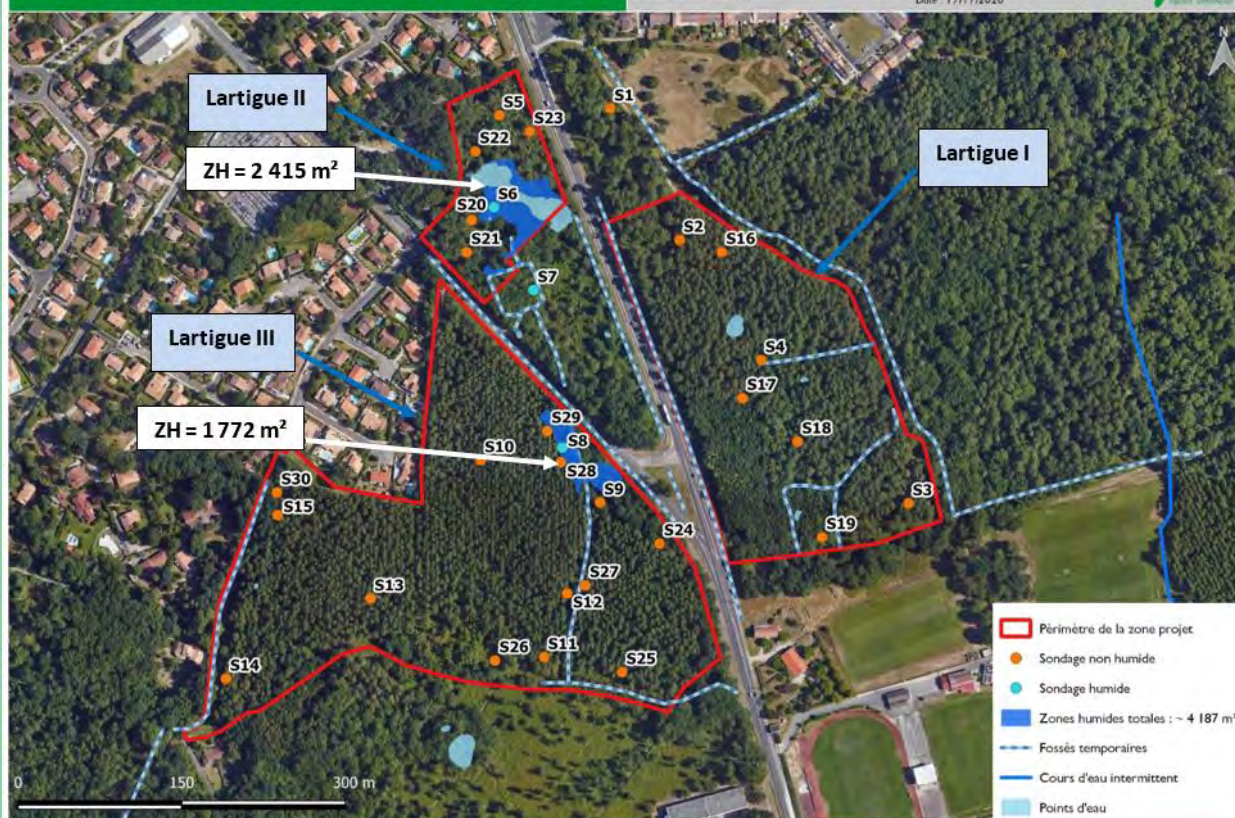 N
Lartigue II
ZH = 2 415 m²
Lartigue I
Lartigue III
ZH = 1 772 m²
S1
S5
S23
S22
S6
S20
S21
S7
S2
S16
S4
S17
S18
S3
S19
S29
S8
S10
S28
S9
S30
S15
S24
S13
S27
S12
S26
S11
S25
S14
0 150 300 m
Périmètre de la zone projet
Sondage non humide
Sondage humide
Zones humides totales : ~ 4 187 m²
Fossés temporaires
Cours d'eau intermittent
Points d'eau